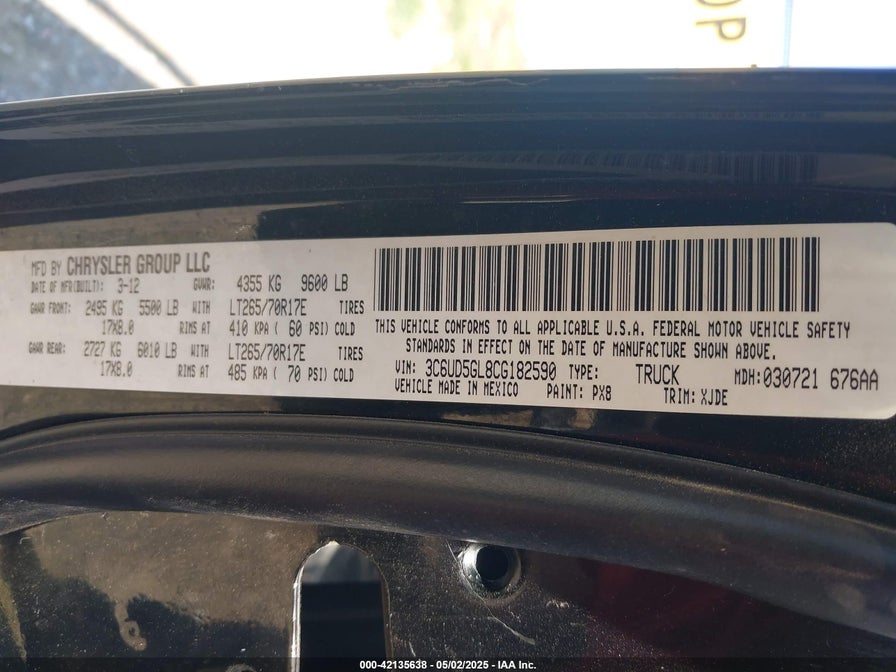 OP
MFD BY CHRYSLER GROUP LLC
DATE OF MFR(BUILT): 3-12 GVWR: 4355 KG 9600 LB
GAWR FRONT: 2495 KG 5500 LB WITH LT265/70R17E TIRES
17X8.0 RIMS AT 410 KPA ( 60 PSI) COLD
GAWR REAR: 2727 KG 6010 LB WITH LT265/70R17E TIRES
17X8.0 RIMS AT 485 KPA ( 70 PSI) COLD
THIS VEHICLE CONFORMS TO ALL APPLICABLE U.S.A. FEDERAL MOTOR VEHICLE SAFETY
STANDARDS IN EFFECT ON THE DATE OF MANUFACTURE SHOWN ABOVE.
VIN: 3C6UD5GL8CG182590 TYPE: TRUCK MDH:030721 676AA
VEHICLE MADE IN MEXICO PAINT: PX8 TRIM: XJDE
000-42135638 - 05/02/2025 - IAA Inc.